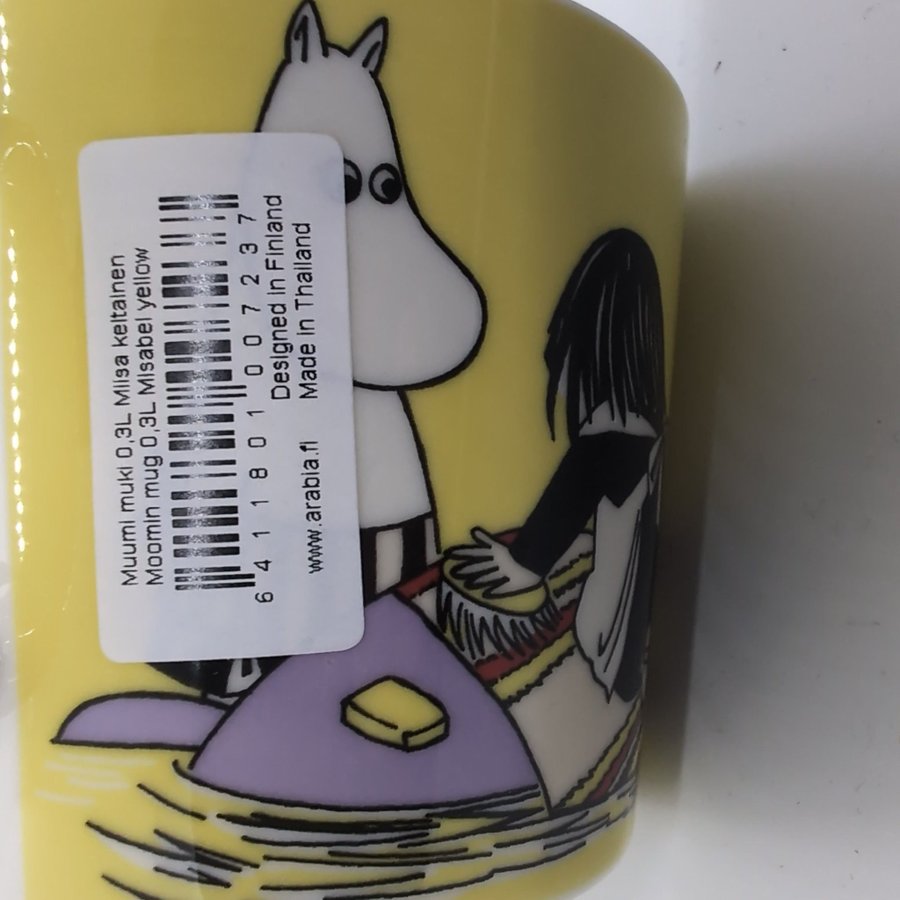 Muumi muki 0,3L Miisa keltainen
Moomin mug 0,3L Misabel yellow
6 411801 007237
Designed in Finland
www.arabia.fi Made in Thailand